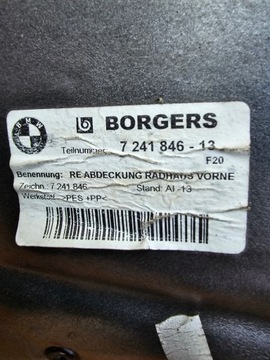 BMW
BORGERS
Teilnummer: 7 241 846 - 13
F20
Benennung: RE ABDECKUNG RADHAUS VORNE
Zeichn. 7 241 846 Stand: AI -13
Werkstoff: >PES +PP<